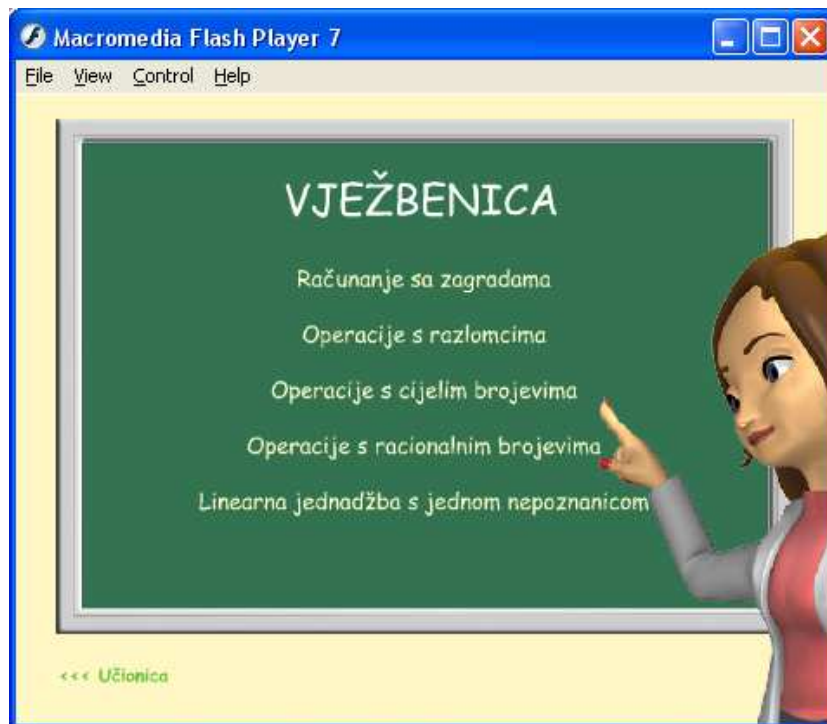 Macromedia Flash Player 7
File View Control Help
VJEŽBENICA
Računanje sa zagradama
Operacije s razlomcima
Operacije s cijelim brojevima
Operacije s racionalnim brojevima
Linearna jednadžba s jednom nepoznanicom
<<< Učionica